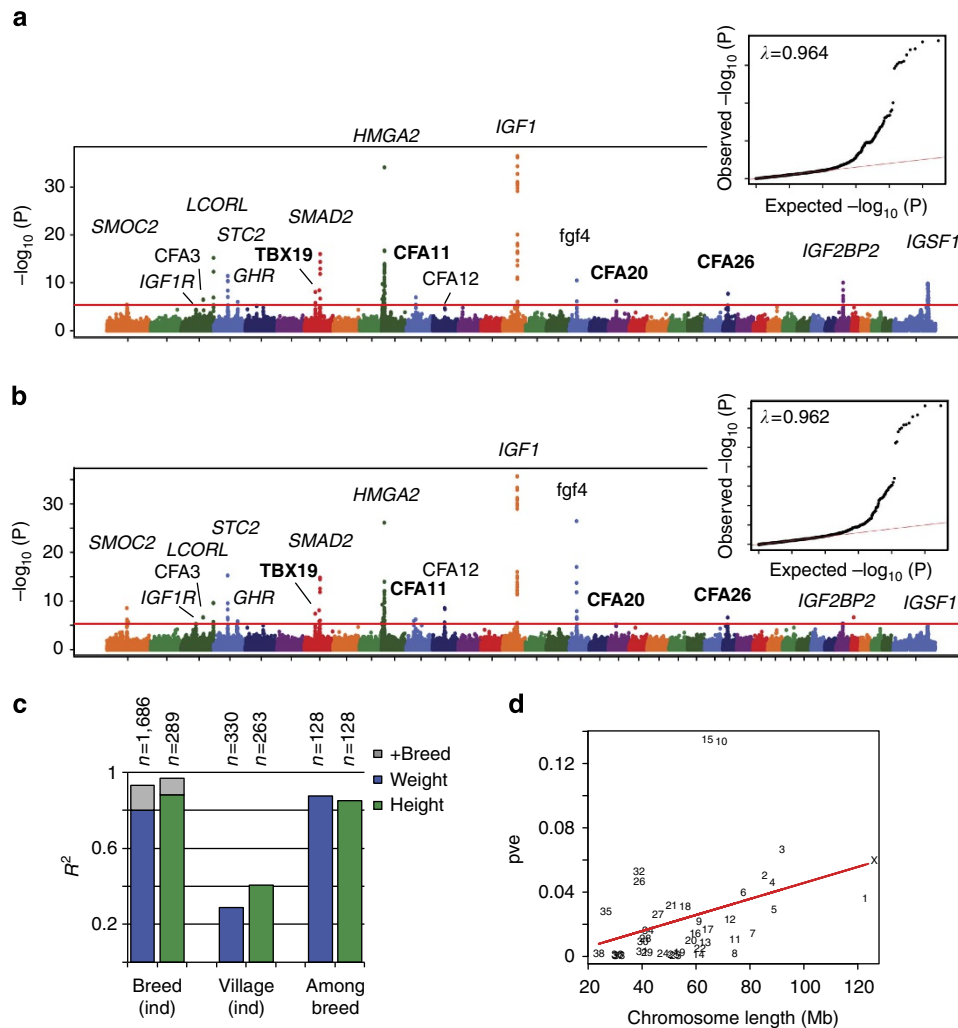 a
λ=0.964
Observed –log10 (P)
Expected –log10 (P)
HMGA2
IGF1
SMOC2
LCORL
STC2
SMAD2
CFA3
IGF1R
GHR
TBX19
CFA11
CFA12
fgf4
CFA20
CFA26
IGF2BP2
IGSF1
–log10 (P)
30
20
10
0
b
λ=0.962
Observed –log10 (P)
Expected –log10 (P)
IGF1
HMGA2
fgf4
SMOC2
STC2
LCORL
CFA3
IGF1R
GHR
SMAD2
TBX19
CFA11
CFA12
CFA20
CFA26
IGF2BP2
IGSF1
–log10 (P)
30
20
10
0
c
n=1,686
n=289
n=330
n=263
n=128
n=128
+Breed
Weight
Height
R2
1
0.6
0.2
Breed (ind)
Village (ind)
Among breed
d
pve
0.12
0.08
0.04
0
15 10
3
X
32
26
2
4
6
1
35
27
21
18
5
9
12
17
16
7
20
13
11
22
38
24
14
8
20 40 60 80 100 120
Chromosome length (Mb)